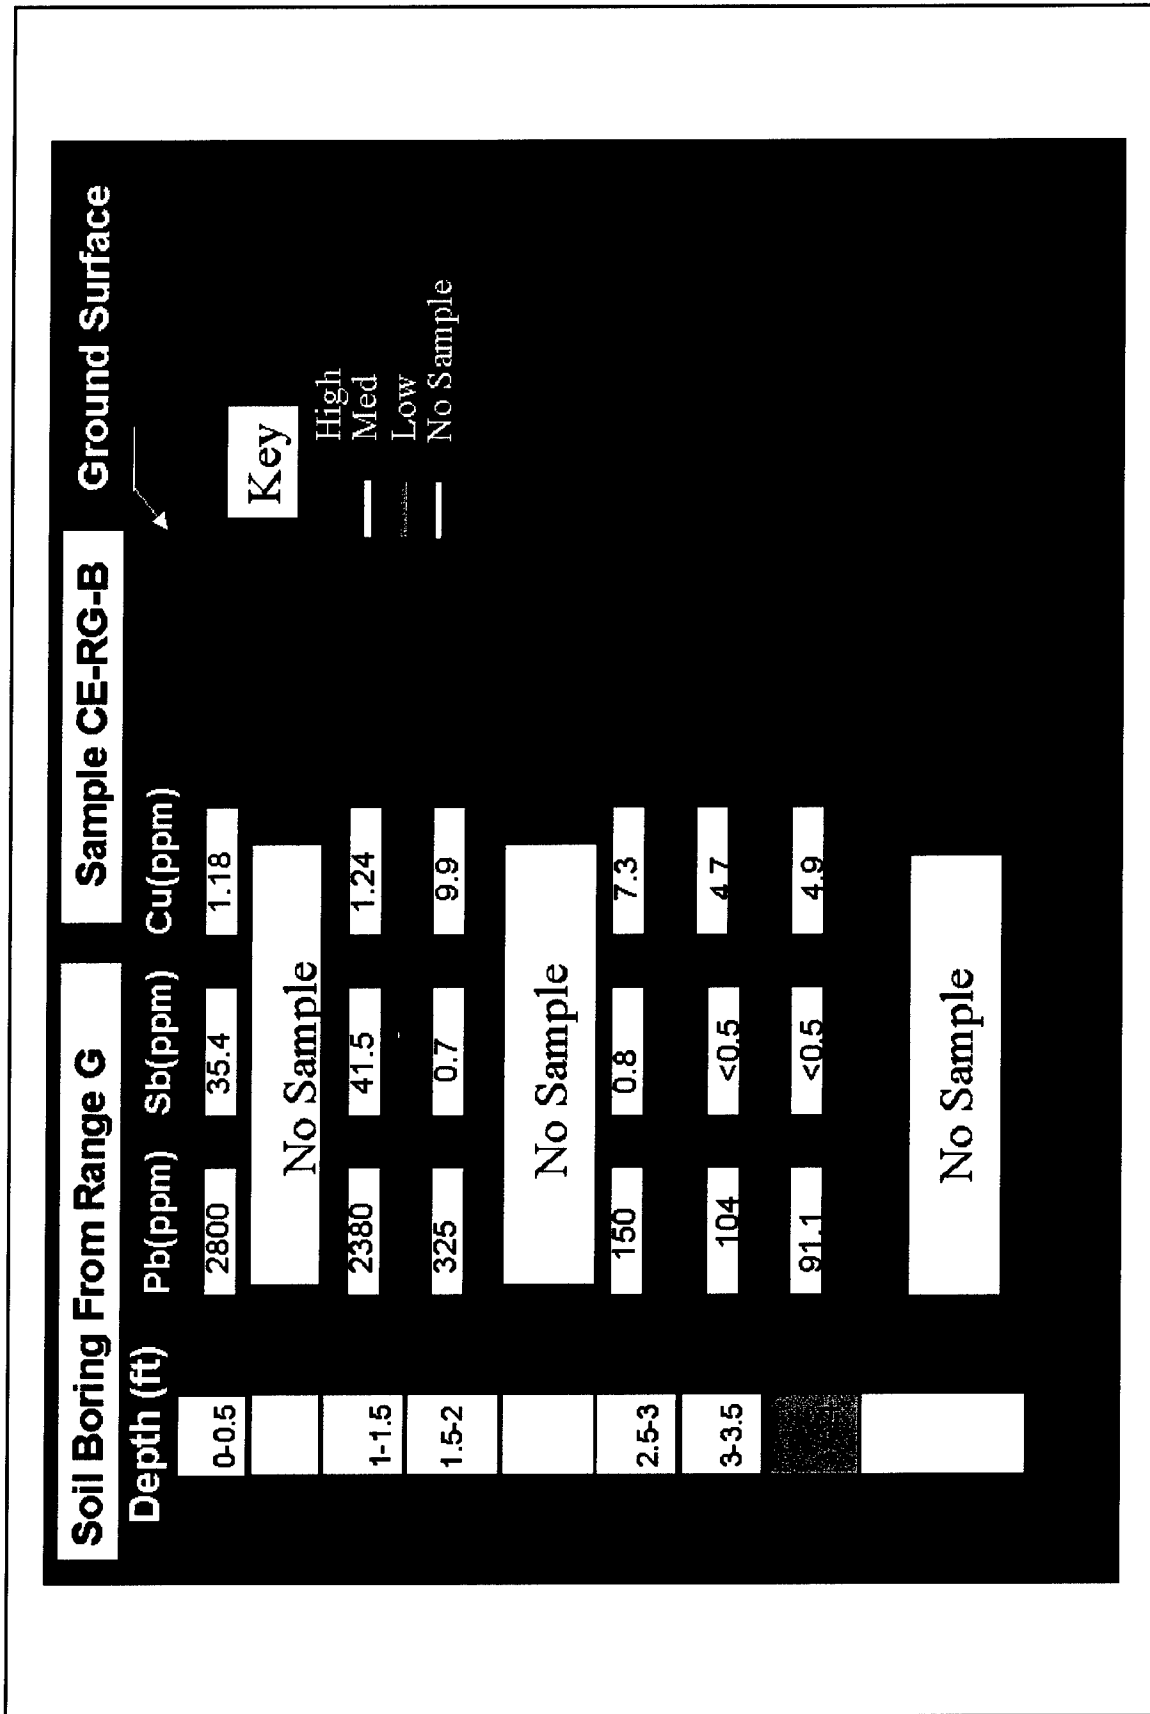 Soil Boring From Range G
Sample CE-RG-B
Ground Surface
Depth (ft) Pb(ppm) Sb(ppm) Cu(ppm)
0-0.5 2800 35.4 1.18
No Sample
1-1.5 2380 41.5 1.24
1.5-2 325 0.7 9.9
No Sample
2.5-3 150 0.8 7.3
3-3.5 104 <0.5 4.7
91.1 <0.5 4.9
No Sample
Key
High
Med
Low
No Sample